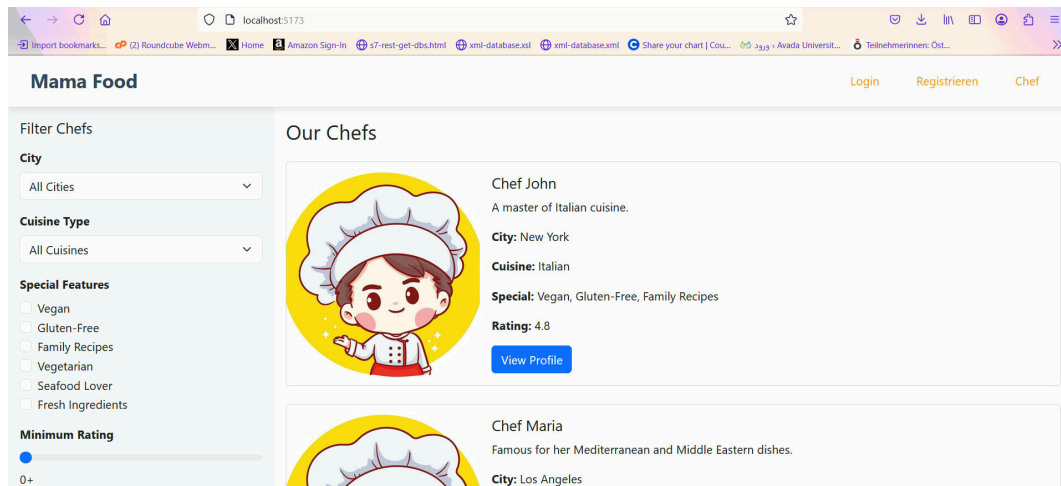 localhost:5173
Import bookmarks... (2) Roundcube Webm... Home Amazon Sign-In s7-rest-get-dbs.html xml-database.xsl xml-database.xml Share your chart | Cou... ورود ‹ Avada Universit... Teilnehmerinnen: Öst...
Mama Food
Login Registrieren Chef
Filter Chefs
City
All Cities
Cuisine Type
All Cuisines
Special Features
Vegan
Gluten-Free
Family Recipes
Vegetarian
Seafood Lover
Fresh Ingredients
Minimum Rating
0+
Our Chefs
Chef John
A master of Italian cuisine.
City: New York
Cuisine: Italian
Special: Vegan, Gluten-Free, Family Recipes
Rating: 4.8
View Profile
Chef Maria
Famous for her Mediterranean and Middle Eastern dishes.
City: Los Angeles